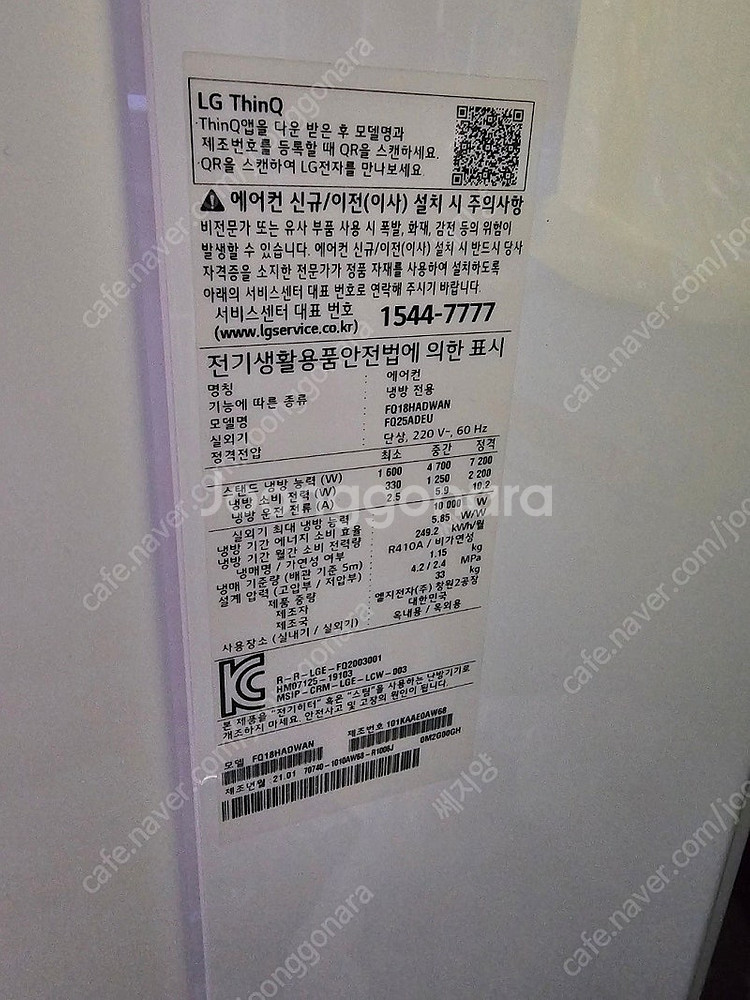 LG ThinQ
·ThinQ앱을 다운 받은 후 모델명과
제조번호를 등록할 때 QR을 스캔하세요.
·QR을 스캔하여 LG전자를 만나보세요.
에어컨 신규/이전(이사) 설치 시 주의사항
비전문가 또는 유사 부품 사용 시 폭발, 화재, 감전 등의 위험이
발생할 수 있습니다. 에어컨 신규/이전(이사) 설치 시 반드시 당사
자격증을 소지한 전문가가 정품 자재를 사용하여 설치하도록
아래의 서비스센터 대표 번호로 연락해 주시기 바랍니다.
서비스센터 대표 번호 1544-7777
(www.lgservice.co.kr)
전기생활용품안전법에 의한 표시
명칭 : 에어컨
기능에 따른 종류 : 냉방 전용
모델명 : FQ18HADWAN
실외기 : FQ25ADEU
정격전압 : 단상, 220 V~, 60 Hz
최소 중간 정격
스탠드 냉방 능력 (W) 1 600 4 700 7 200
냉방 소비 전력 (W) 330 1 250 2 200
냉방 운전 전류 (A) 2.5 5.9 10.2
실외기 최대 냉방 능력 10 000 W
냉방 기간 에너지 소비 효율 5.85 W/W
냉방 기간 월간 소비 전력량 249.2 kWh/월
냉매명 / 가연성 여부 R410A / 비가연성
냉매 기준량 (배관 기준 5m) 1.15 kg
설계 압력 (고압부 / 저압부) 4.2 / 2.4 MPa
제품 중량 33 kg
제조자 : 엘지전자(주) 창원2공장
제조국 : 대한민국
사용장소 (실내기 / 실외기) : 옥내용 / 옥외용
R-R-LGE-FQ2003001
HM07125-19103
MSIP-CRM-LGE-LCW-003
본 제품을 "전기히터" 혹은 "스팀"을 사용하는 난방기기로
개조하지 마세요. 안전사고 및 고장의 원인이 됩니다.
모델 FQ18HADWAN 제조번호 101KAAE0AW68
제조년월 21.01 70740-1010AW68-R1006J 0M2G00GH
Joonggonara
쎄지양
cafe.naver.com/joonggonara